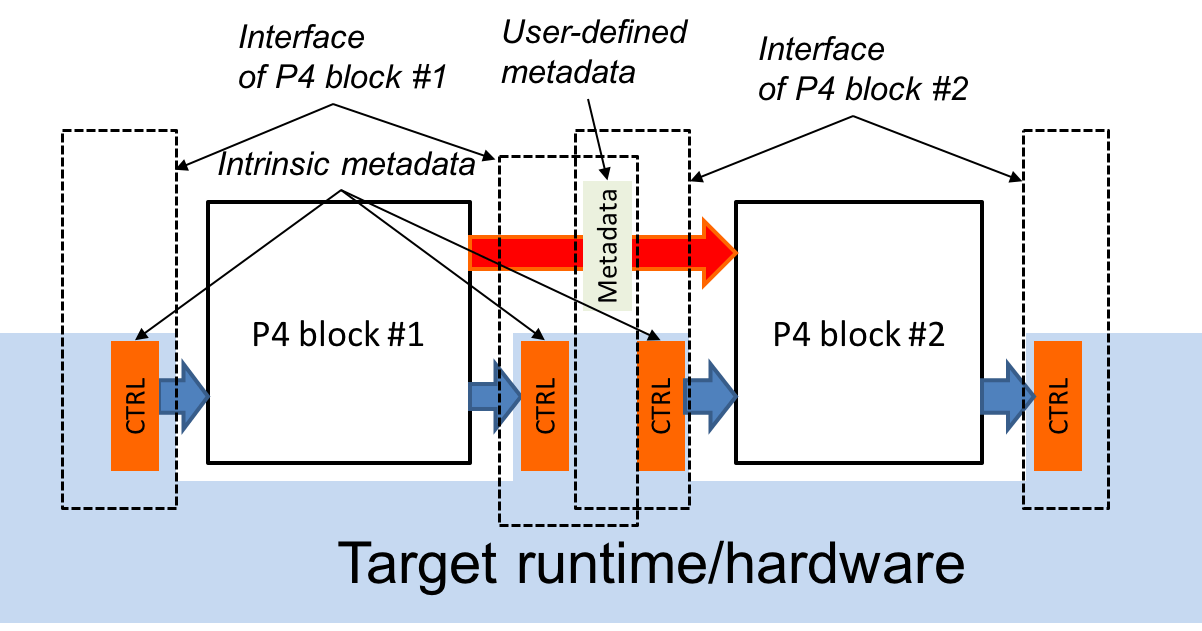 Interface
of P4 block #1
User-defined
metadata
Interface
of P4 block #2
Intrinsic metadata
Metadata
P4 block #1
P4 block #2
CTRL
CTRL
CTRL
CTRL
Target runtime/hardware